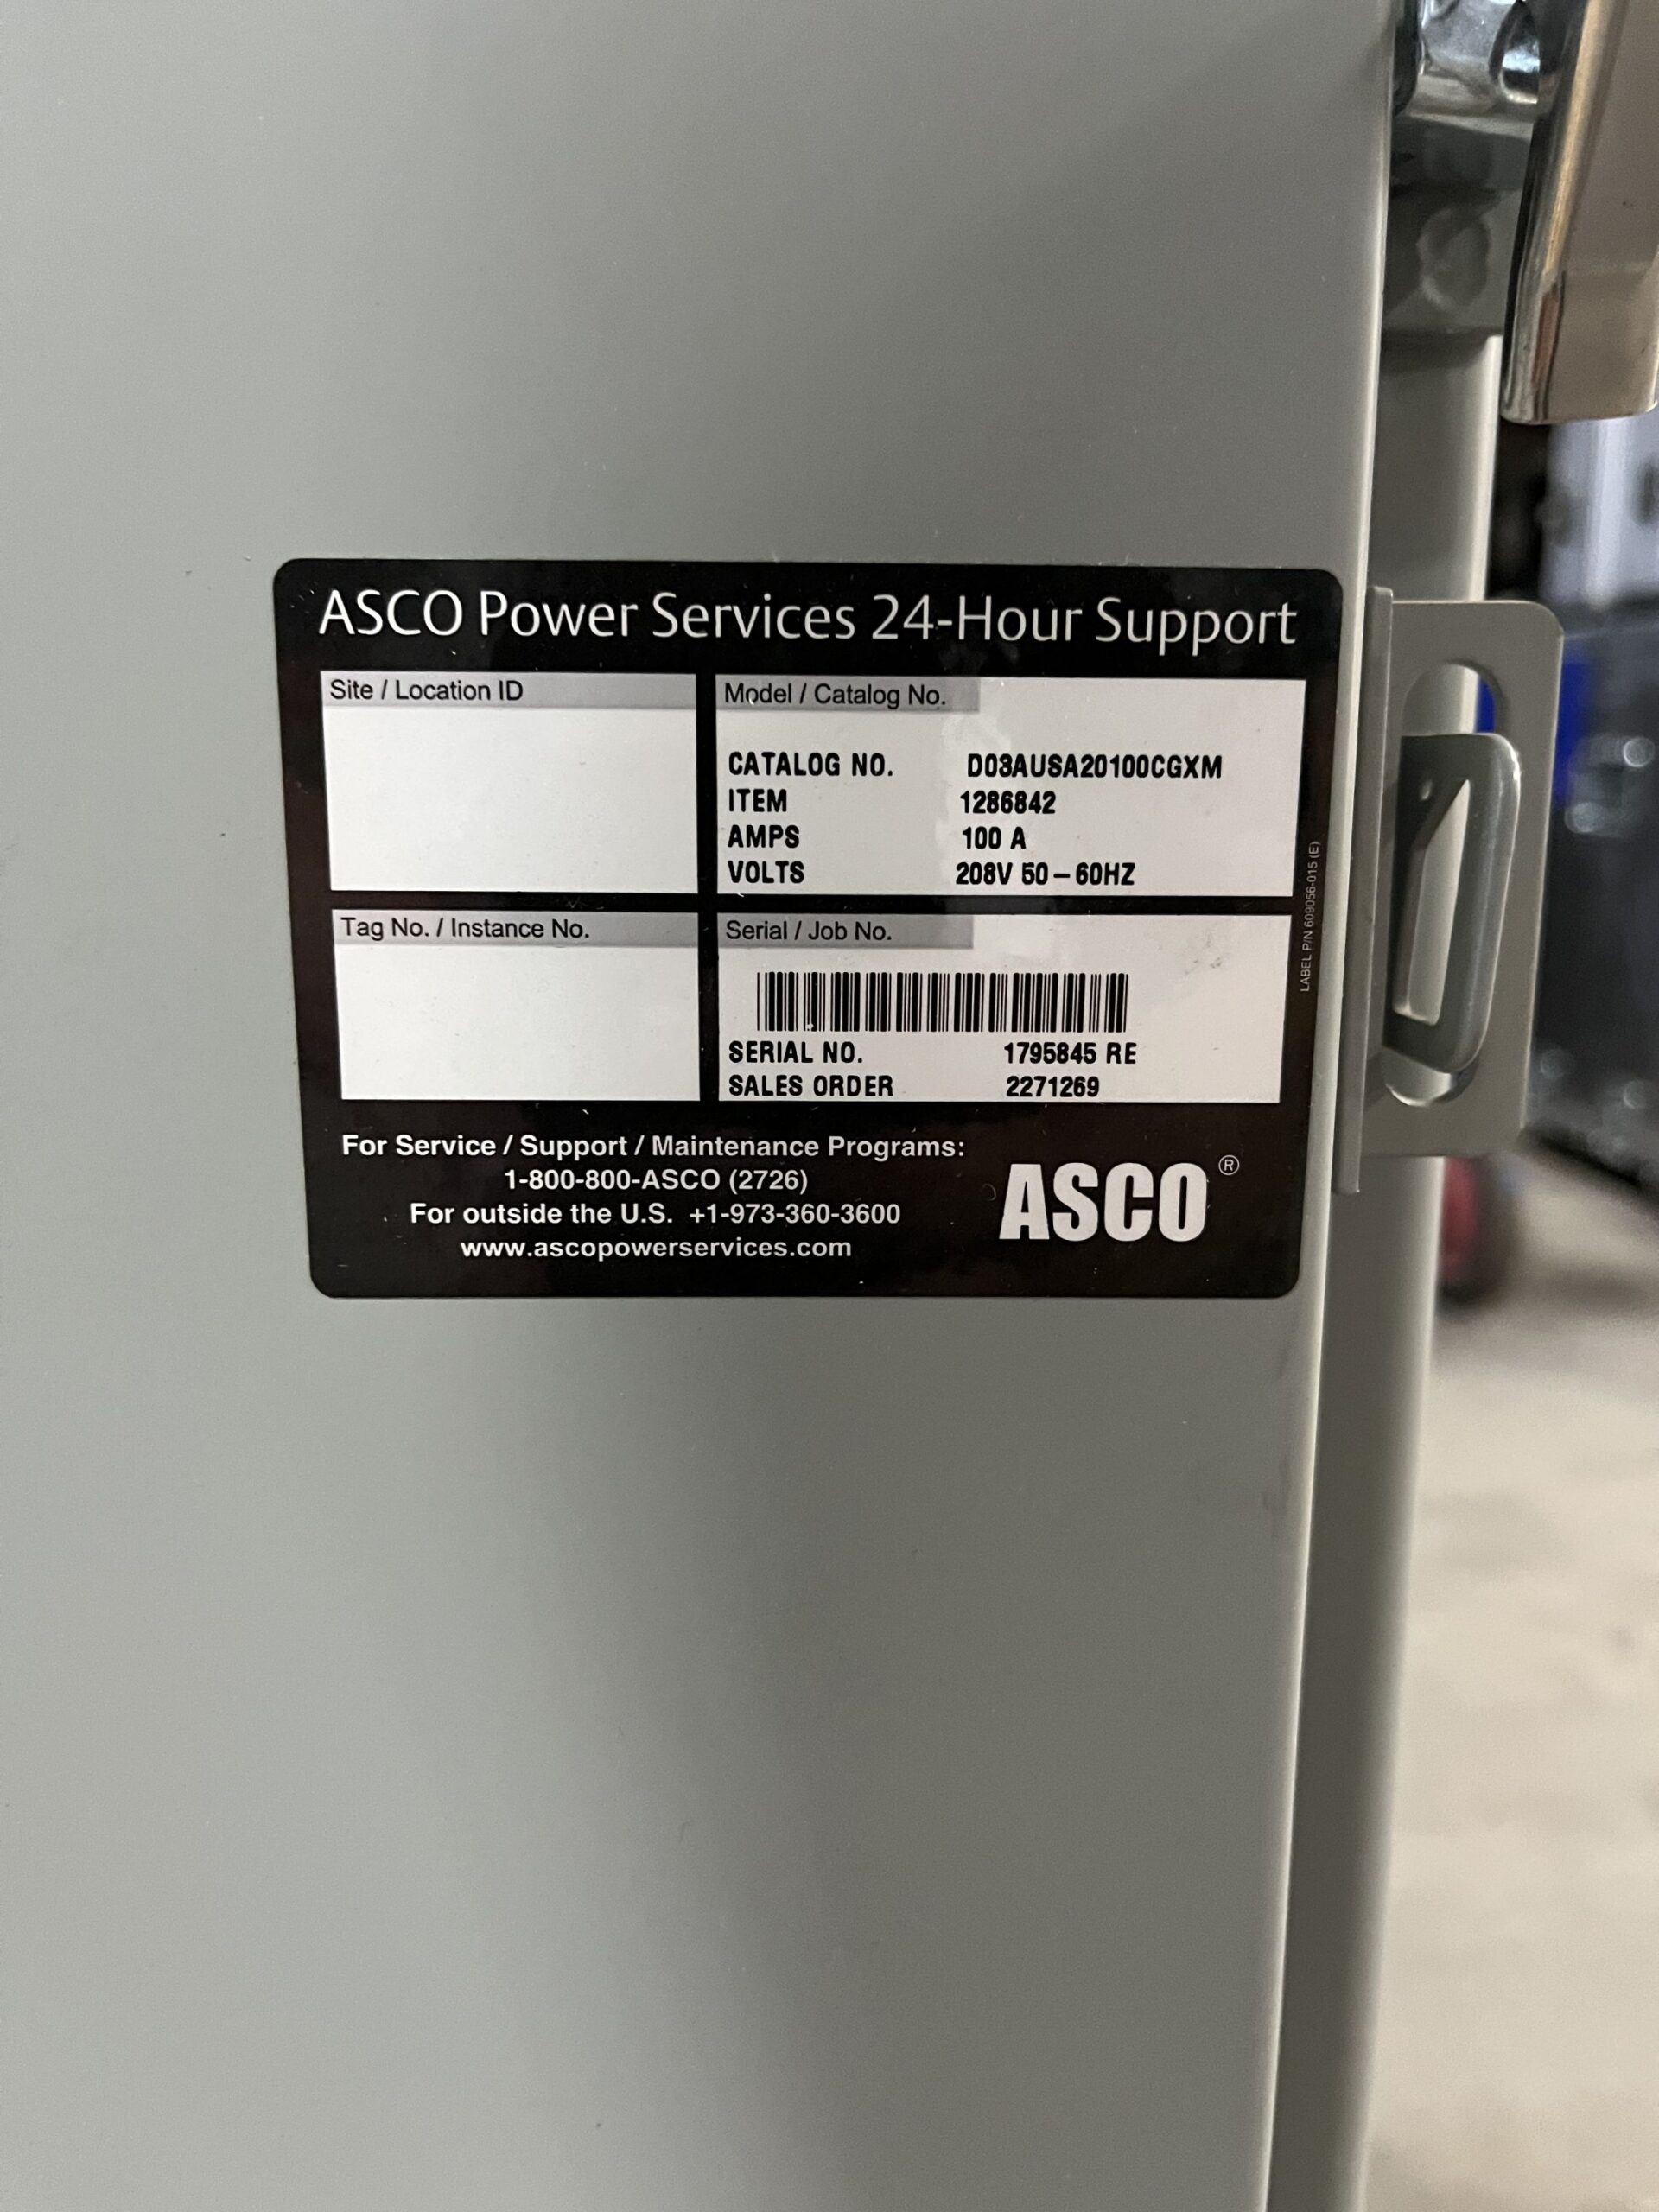 ASCO Power Services 24-Hour Support
Site / Location ID
Model / Catalog No.
CATALOG NO. D03AUSA20100CGXM
ITEM 1286842
AMPS 100 A
VOLTS 208V 50 – 60HZ
Tag No. / Instance No.
Serial / Job No.
SERIAL NO. 1795845 RE
SALES ORDER 2271269
LABEL P/N 609056-015 (E)
For Service / Support / Maintenance Programs:
1-800-800-ASCO (2726)
For outside the U.S. +1-973-360-3600
www.ascopowerservices.com
ASCO®